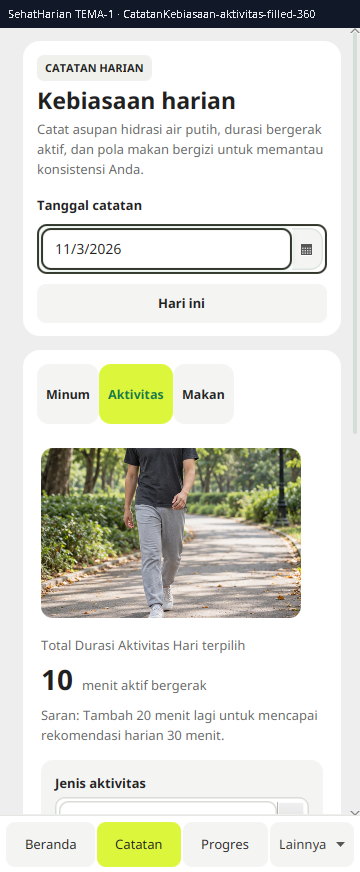 SehatHarian TEMA-1 · CatatanKebiasaan-aktivitas-filled-360
CATATAN HARIAN
Kebiasaan harian
Catat asupan hidrasi air putih, durasi bergerak
aktif, dan pola makan bergizi untuk memantau
konsistensi Anda.
Tanggal catatan
11/3/2026
Hari ini
Minum Aktivitas Makan
Total Durasi Aktivitas Hari terpilih
10 menit aktif bergerak
Saran: Tambah 20 menit lagi untuk mencapai
rekomendasi harian 30 menit.
Jenis aktivitas
Beranda Catatan Progres Lainnya